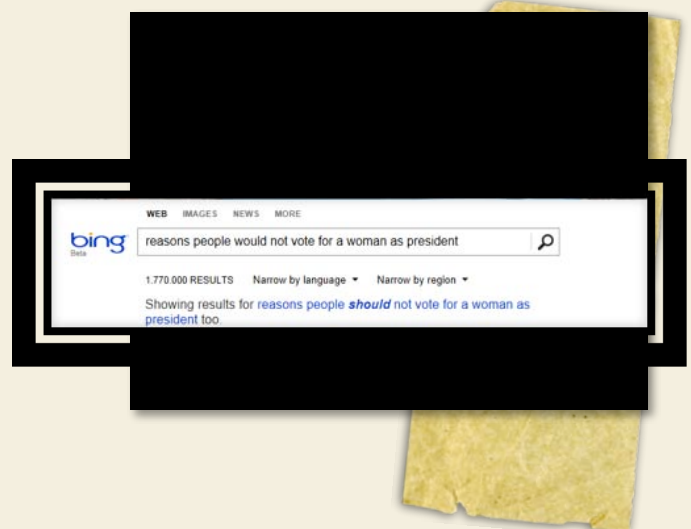 WEB IMAGES NEWS MORE
bing
Beta
reasons people would not vote for a woman as president
1.770.000 RESULTS Narrow by language Narrow by region
Showing results for reasons people should not vote for a woman as
president too.